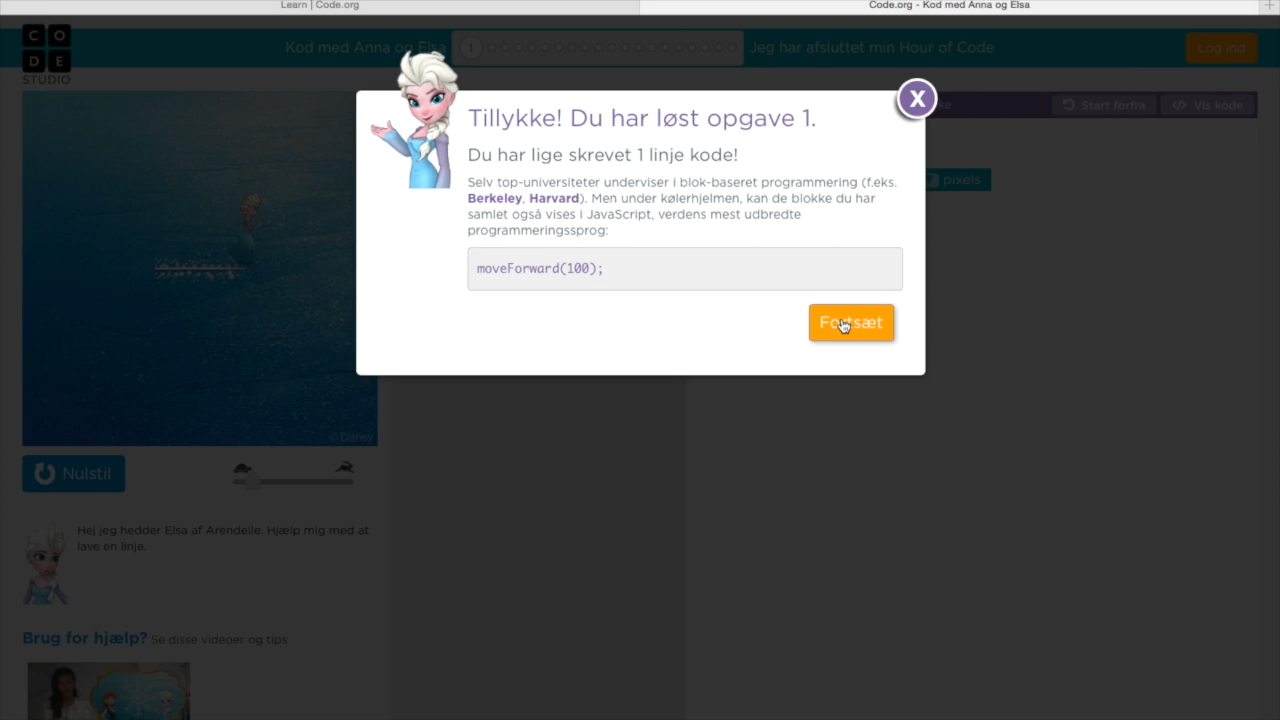 Learn | Code.org
Code.org - Kod med Anna og Elsa
C O
D E
STUDIO
Kod med Anna og Elsa
1
Jeg har afsluttet min Hour of Code
Log ind
X
Tillykke! Du har løst opgave 1.
Du har lige skrevet 1 linje kode!
Selv top-universiteter underviser i blok-baseret programmering (f.eks.
Berkeley, Harvard). Men under kølerhjelmen, kan de blokke du har
samlet også vises i JavaScript, verdens mest udbredte
programmeringssprog:
moveForward(100);
Fortsæt
Start forfra
Vis kode
pixels
© Disney
Nulstil
Hej jeg hedder Elsa af Arendelle. Hjælp mig med at
lave en linje.
Brug for hjælp? Se disse videoer og tips